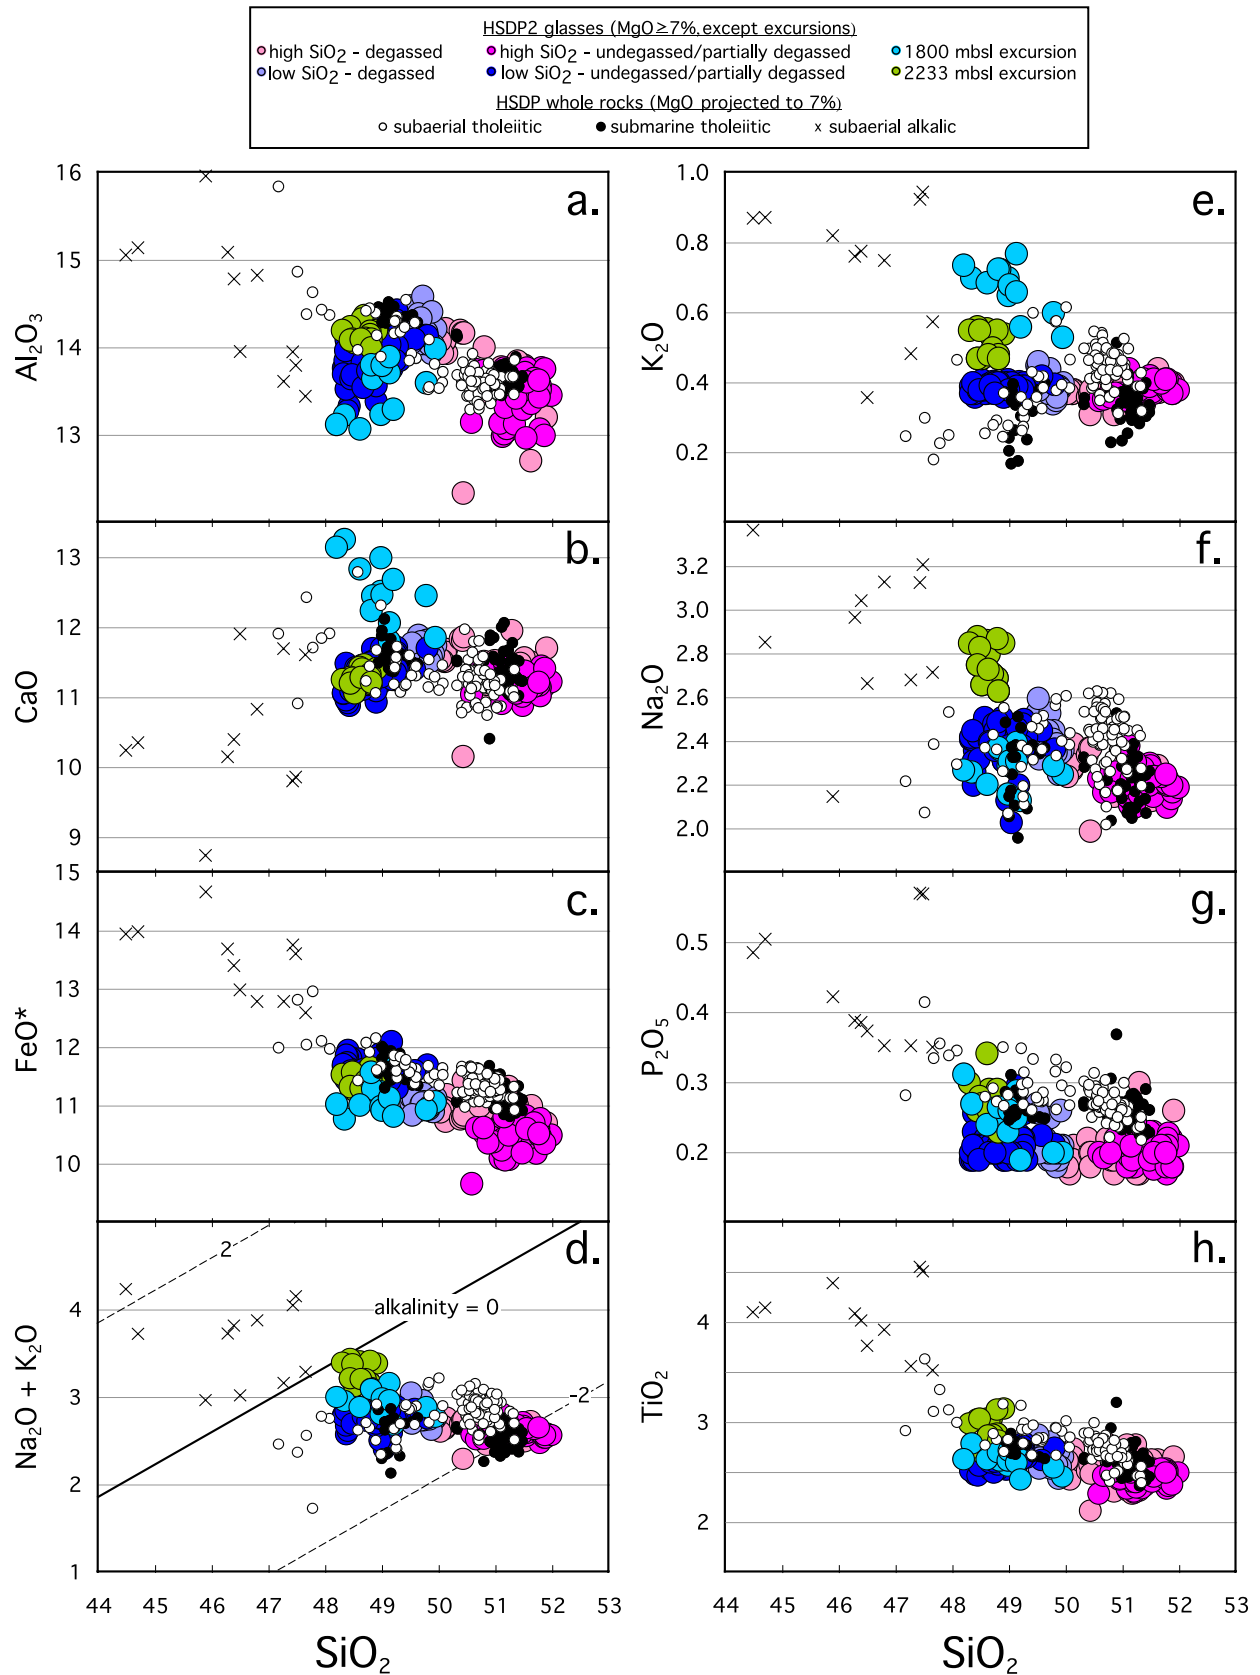 HSDP2 glasses (MgO≥7%, except excursions)
high SiO2 - degassed
high SiO2 - undegassed/partially degassed
1800 mbsl excursion
low SiO2 - degassed
low SiO2 - undegassed/partially degassed
2233 mbsl excursion
HSDP whole rocks (MgO projected to 7%)
subaerial tholeiitic
submarine tholeiitic
x subaerial alkalic
a.
16
15
14
13
Al2O3
b.
13
12
11
10
9
CaO
c.
15
14
13
12
11
10
FeO*
d.
2
alkalinity = 0
-2
4
3
2
1
Na2O + K2O
44 45 46 47 48 49 50 51 52 53
SiO2
e.
1.0
0.8
0.6
0.4
0.2
K2O
f.
3.2
3.0
2.8
2.6
2.4
2.2
2.0
Na2O
g.
0.5
0.4
0.3
0.2
P2O5
h.
4
3
2
TiO2
44 45 46 47 48 49 50 51 52 53
SiO2